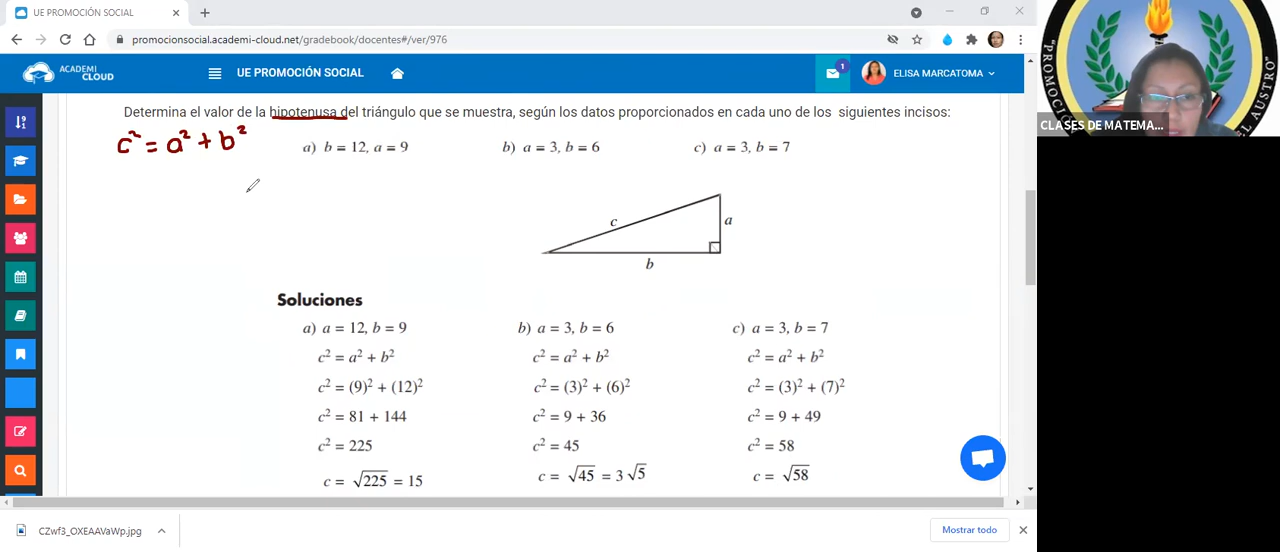 UE PROMOCIÓN SOCIAL
promocionsocial.academi-cloud.net/gradebook/docentes#/ver/976
ACADEMI CLOUD
UE PROMOCIÓN SOCIAL
1
ELISA MARCATOMA
CLASES DE MATEMA...
Determina el valor de la hipotenusa del triángulo que se muestra, según los datos proporcionados en cada uno de los siguientes incisos:
c² = a² + b²
a) b = 12, a = 9 b) a = 3, b = 6 c) a = 3, b = 7
c
a
b
Soluciones
a) a = 12, b = 9 b) a = 3, b = 6 c) a = 3, b = 7
c² = a² + b² c² = a² + b² c² = a² + b²
c² = (9)² + (12)² c² = (3)² + (6)² c² = (3)² + (7)²
c² = 81 + 144 c² = 9 + 36 c² = 9 + 49
c² = 225 c² = 45 c² = 58
c = √225 = 15 c = √45 = 3√5 c = √58
CZwf3_OXEAAVaWp.jpg
Mostrar todo